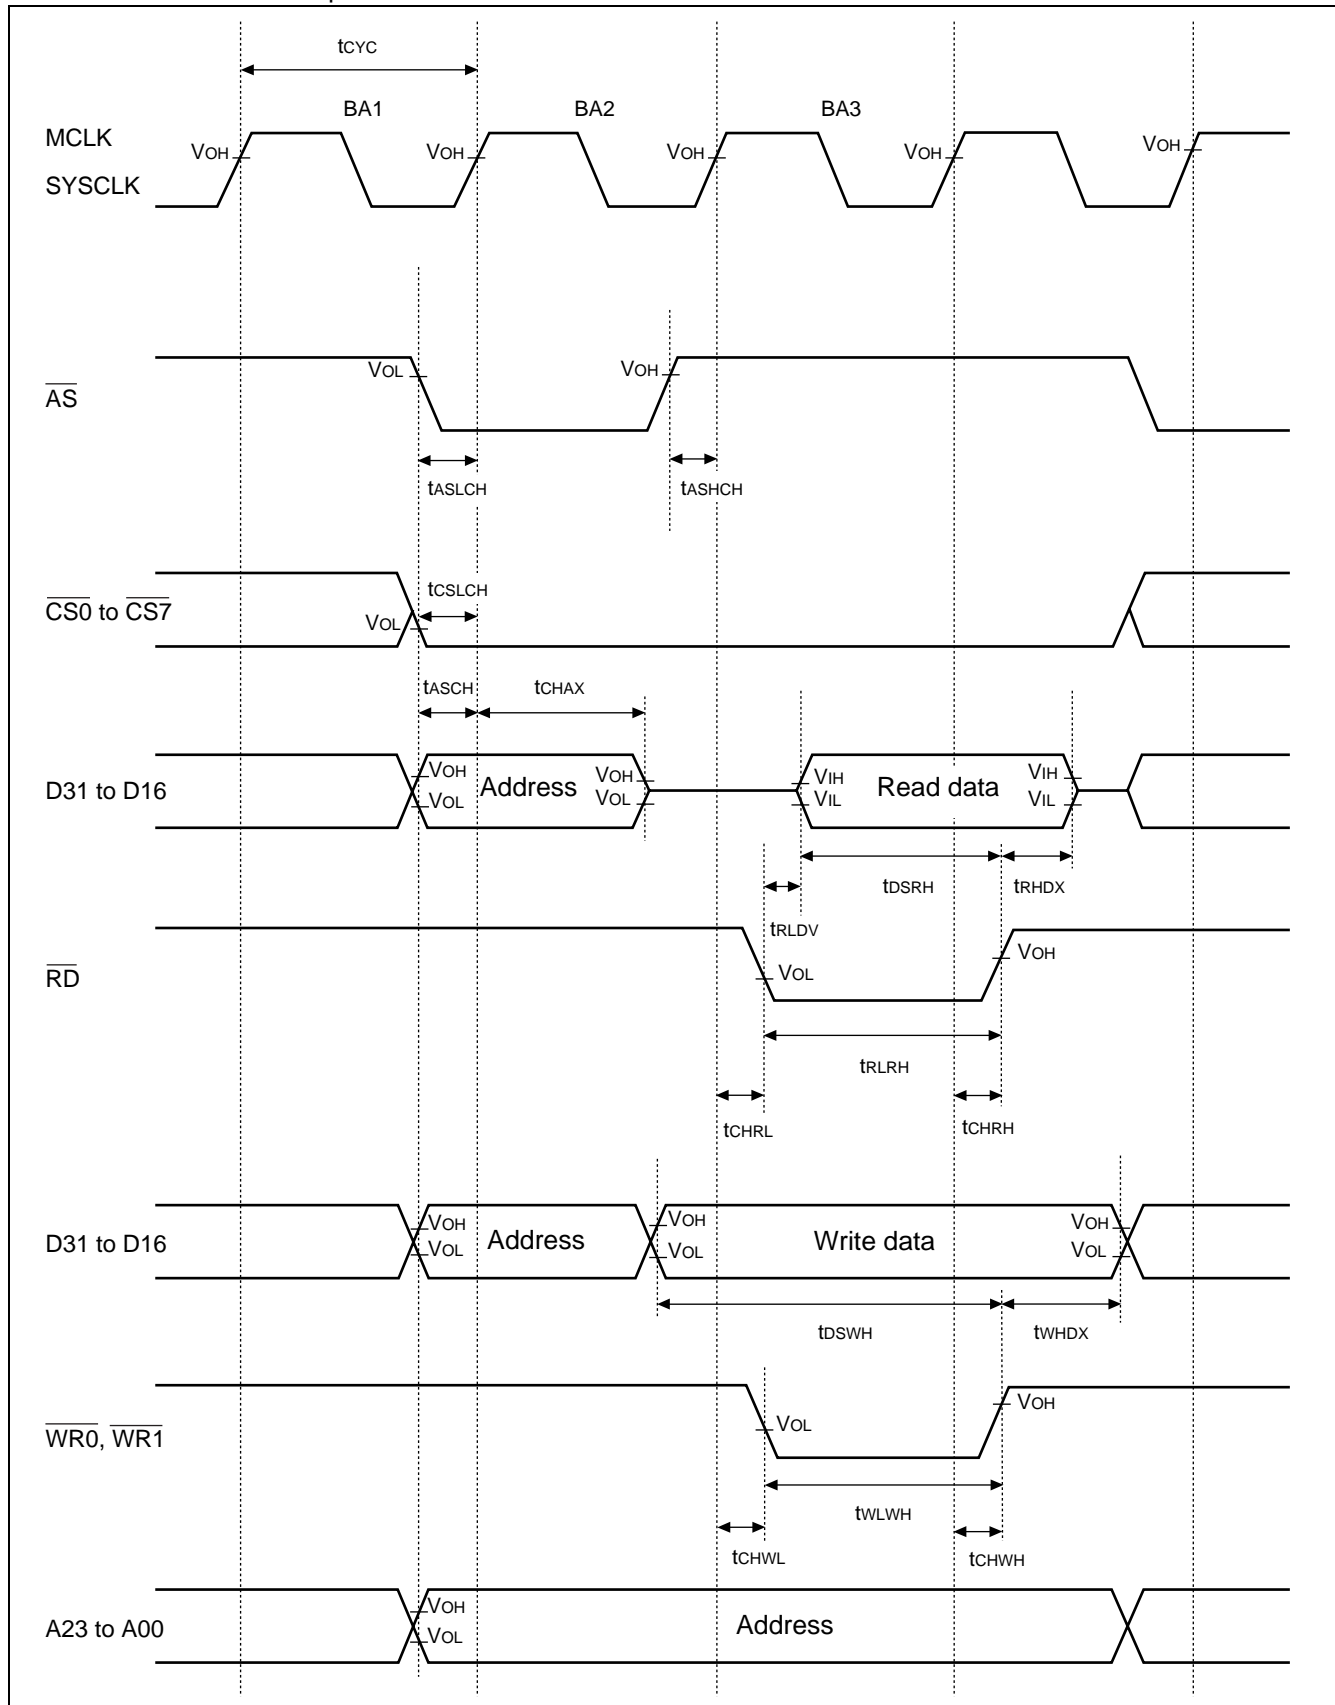 tCYC
BA1 BA2 BA3
MCLK
VOH VOH VOH VOH VOH
SYSCLK
VOL VOH
AS
tASLCH tASHCH
tCSLCH
CS0 to CS7
VOL
tASCH tCHAX
D31 to D16
VOH Address VOH VIH Read data VIH
VOL VOL VIL VIL
tDSRH tRHDX
tRLDV
RD
VOL VOH
tRLRH
tCHRL tCHRH
D31 to D16
VOH Address VOH Write data VOH
VOL VOL VOL
tDSWH tWHDX
WR0, WR1
VOL VOH
tWLWH
tCHWL tCHWH
A23 to A00
VOH Address
VOL